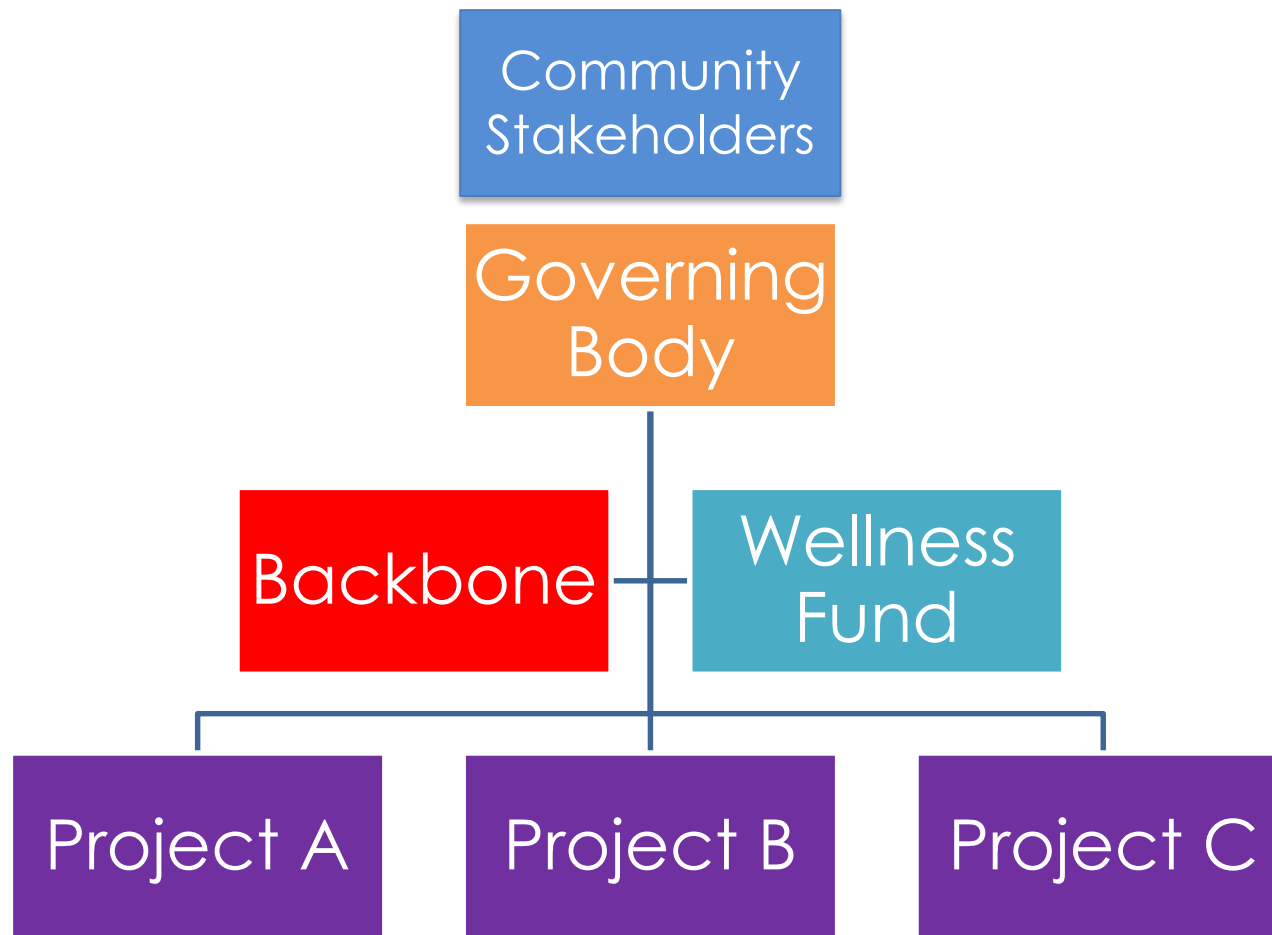 Community
Stakeholders
Governing
Body
Backbone
Wellness
Fund
Project A
Project B
Project C